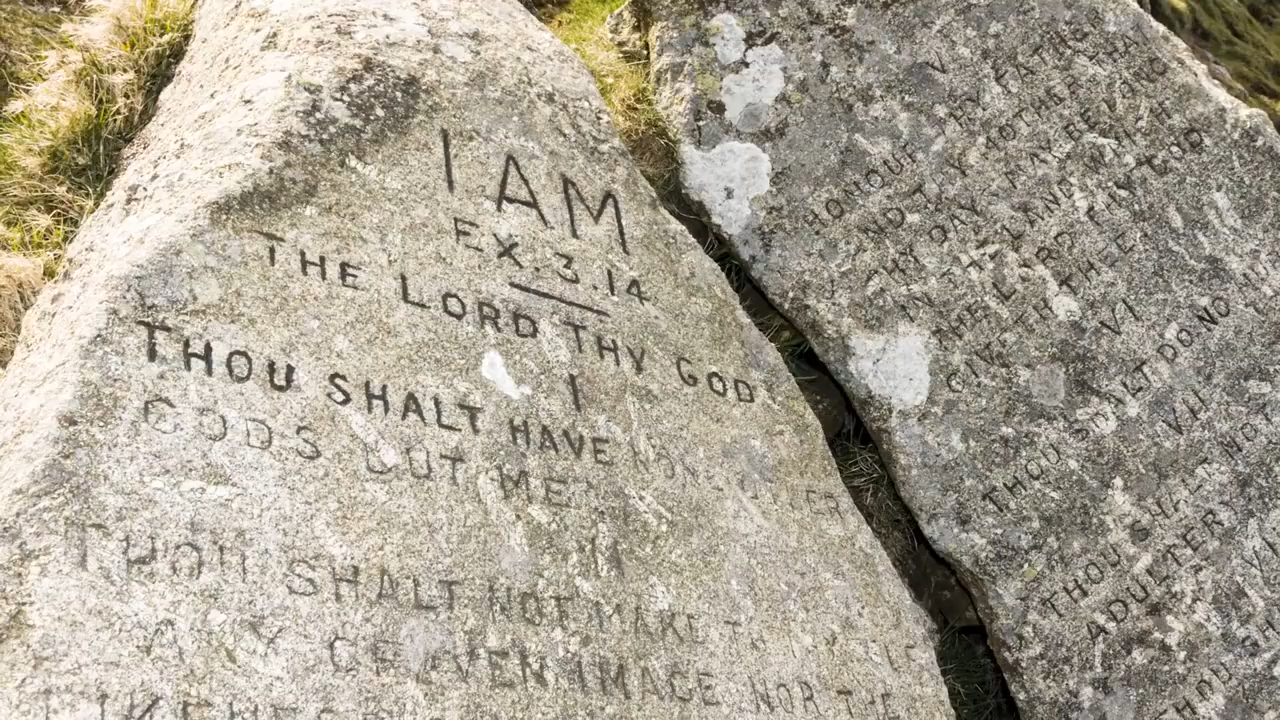 I AM
EX. 3.14
THE LORD THY GOD
I
THOU SHALT HAVE NONE OTHER
GODS BUT ME
II
THOU SHALT NOT MAKE TO
ANY GRAVEN IMAGE NOR THE
V
HONOUR THY FATHER
AND THY MOTHER THAT
THY DAYS MAY BE LONG
IN THE LAND WHICH
THE LORD THY GOD
GIVETH THEE
VI
THOU SHALT DO NO
VII
THOU SHALT NOT
ADULTERY
THOU SH